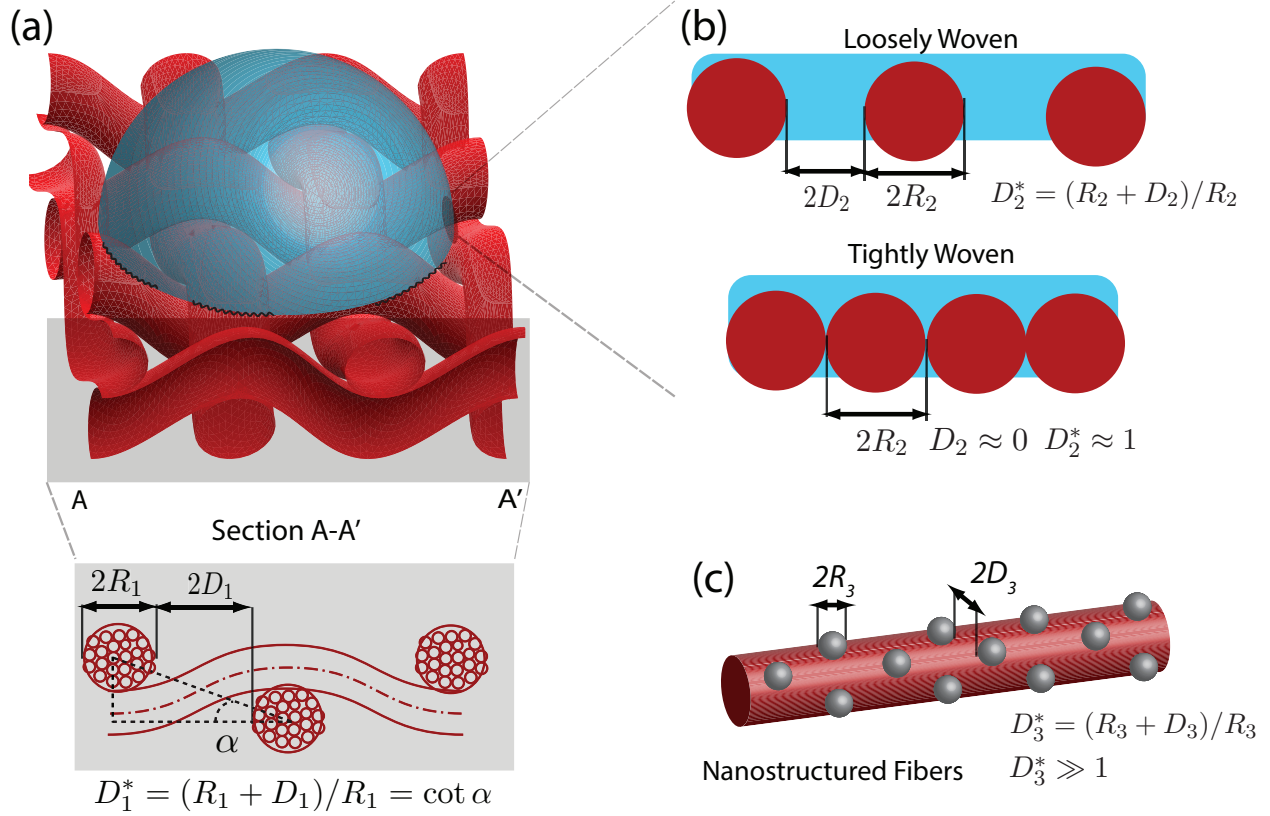 (a)
A
A′
Section A-A′
2R₁
2D₁
α
D₁* = (R₁ + D₁)/R₁ = cot α
(b)
Loosely Woven
2D₂
2R₂
D₂* = (R₂ + D₂)/R₂
Tightly Woven
2R₂
D₂ ≈ 0
D₂* ≈ 1
(c)
2R₃
2D₃
D₃* = (R₃ + D₃)/R₃
Nanostructured Fibers
D₃* ≫ 1